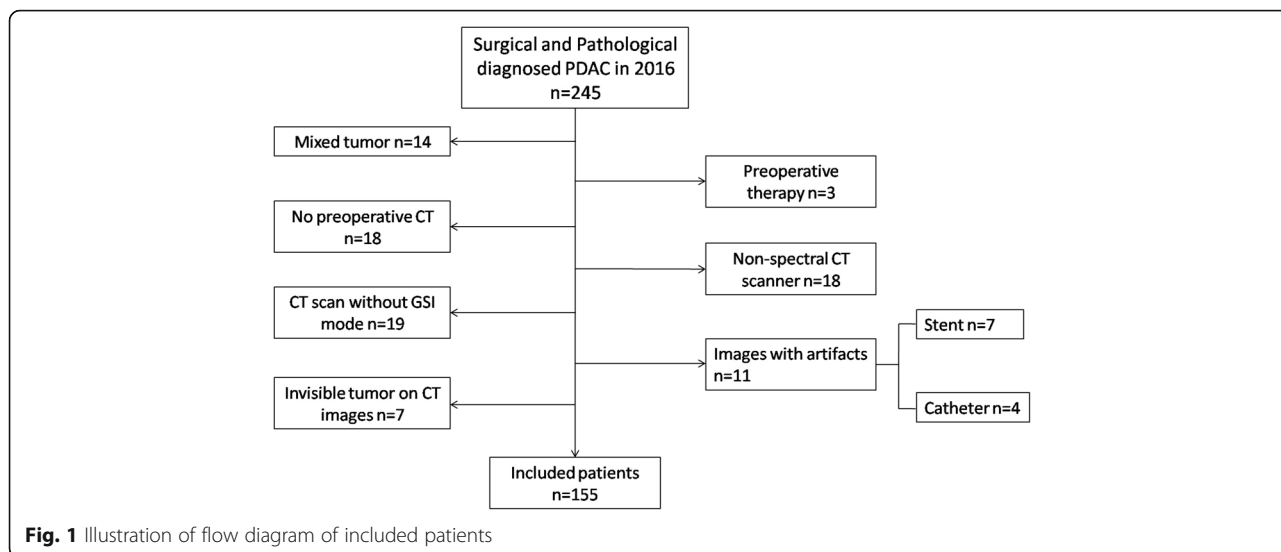 Surgical and Pathological
diagnosed PDAC in 2016
n=245
Mixed tumor n=14
Preoperative
therapy n=3
No preoperative CT
n=18
Non-spectral CT
scanner n=18
CT scan without GSI
mode n=19
Images with artifacts
n=11
Stent n=7
Catheter n=4
Invisible tumor on CT
images n=7
Included patients
n=155
Fig. 1 Illustration of flow diagram of included patients